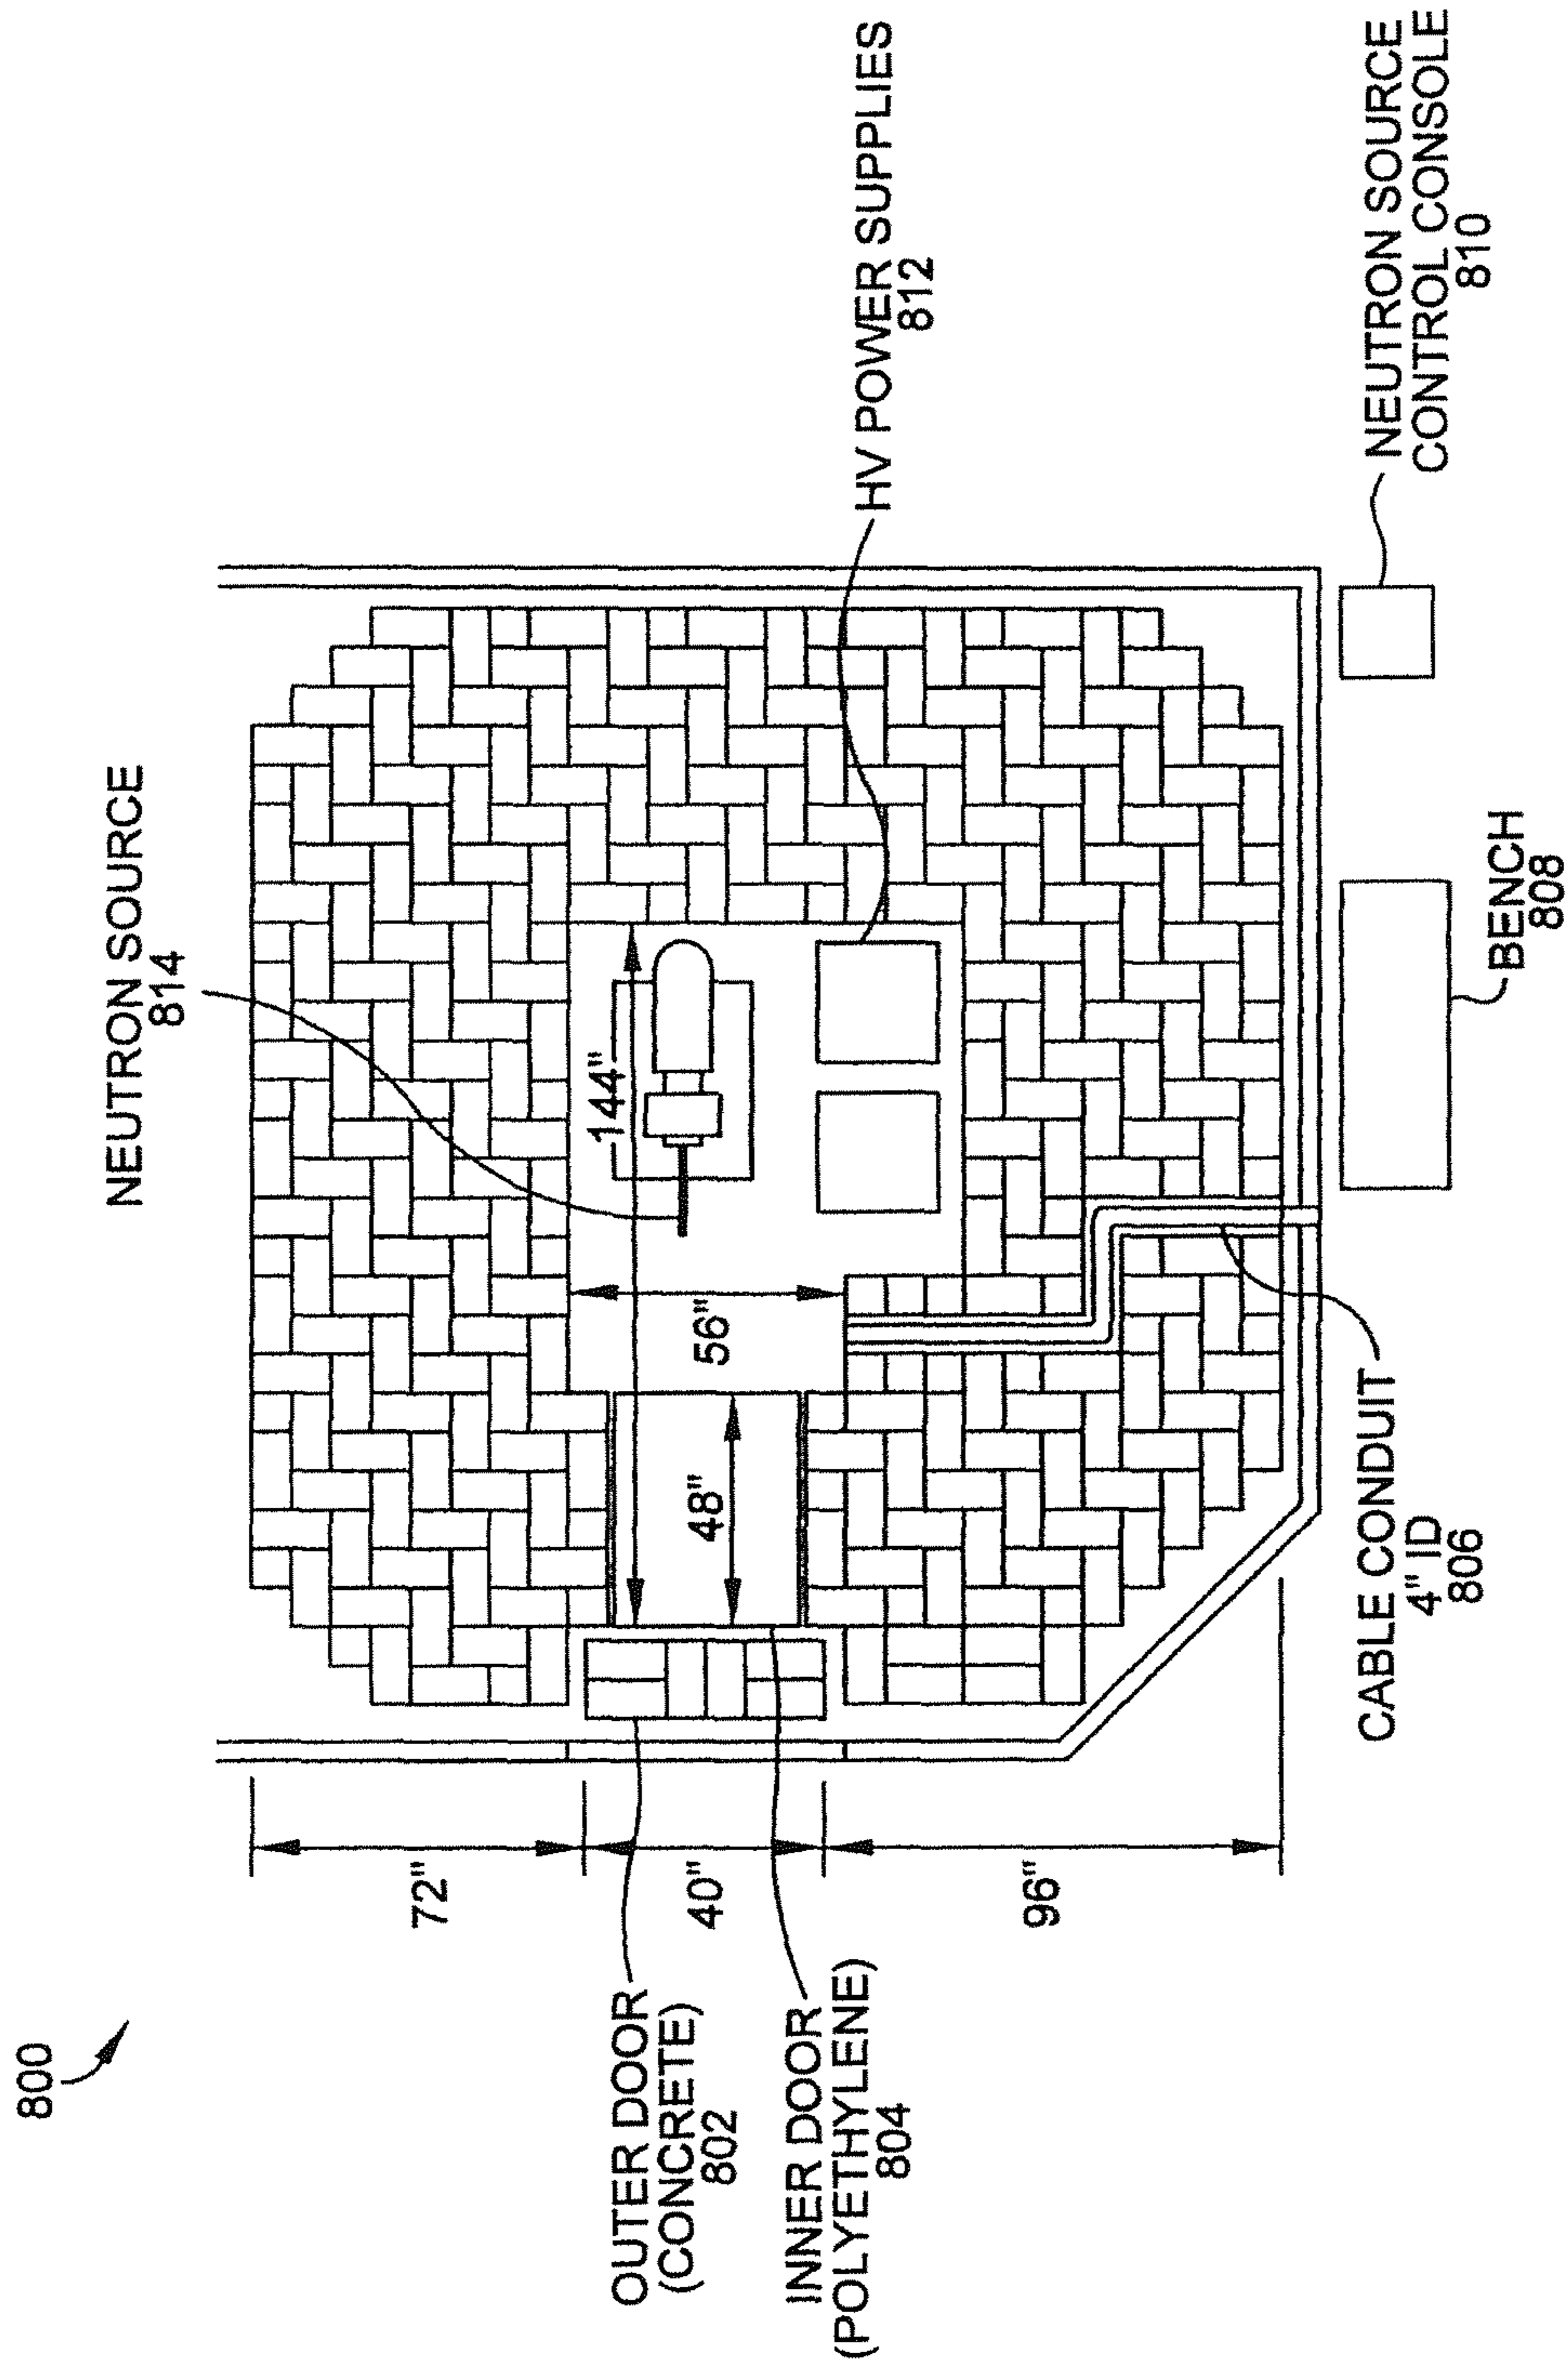 800
NEUTRON SOURCE
814
OUTER DOOR
(CONCRETE)
802
INNER DOOR
(POLYETHYLENE)
804
72"
40"
96"
144"
56"
48"
HV POWER SUPPLIES
812
CABLE CONDUIT
4" ID
806
BENCH
808
NEUTRON SOURCE
CONTROL CONSOLE
810